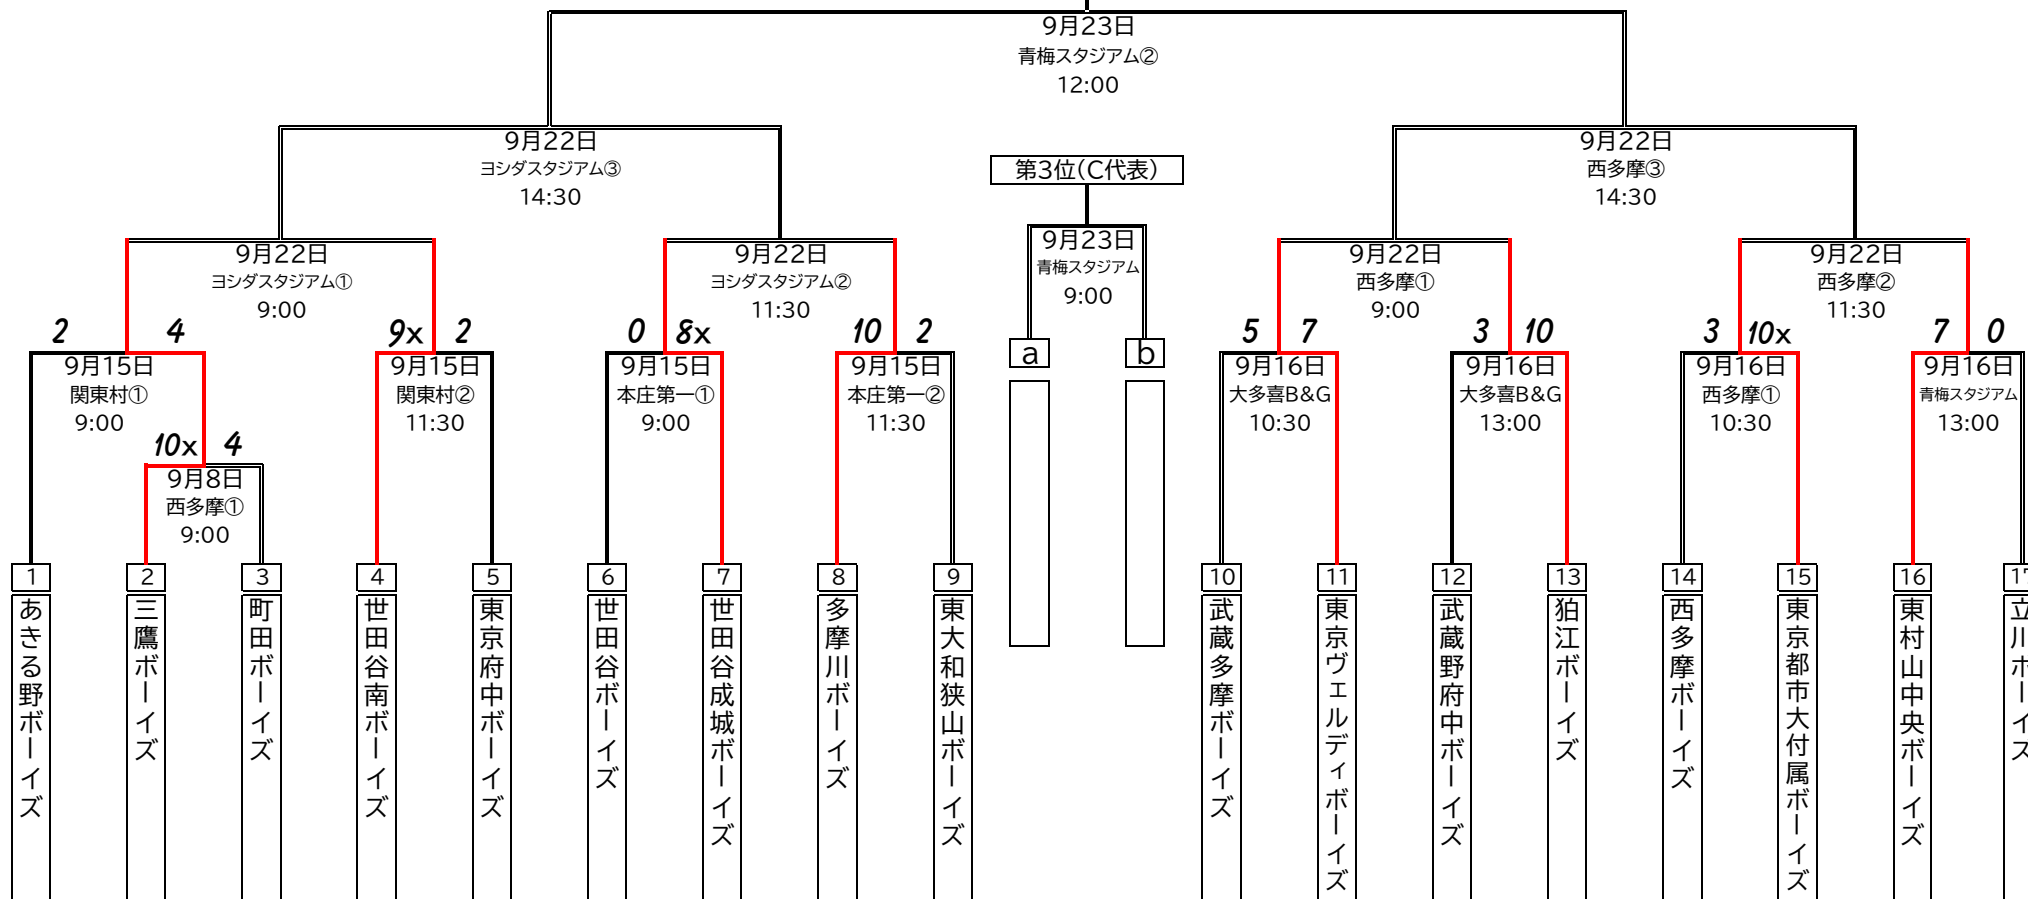 9月23日
青梅スタジアム②
12:00
9月22日
ヨシダスタジアム③
14:30
9月22日
西多摩③
14:30
第3位(C代表)
9月23日
青梅スタジアム
9:00
a
b
9月22日
ヨシダスタジアム①
9:00
9月22日
ヨシダスタジアム②
11:30
9月22日
西多摩①
9:00
9月22日
西多摩②
11:30
2 4
9x 2
0 8x
10 2
5 7
3 10
3 10x
7 0
9月15日
関東村①
9:00
9月15日
関東村②
11:30
9月15日
本庄第一①
9:00
9月15日
本庄第一②
11:30
9月16日
大多喜B&G
10:30
9月16日
大多喜B&G
13:00
9月16日
西多摩①
10:30
9月16日
青梅スタジアム
13:00
10x 4
9月8日
西多摩①
9:00
1
あきる野ボーイズ
2
三鷹ボーイズ
3
町田ボーイズ
4
世田谷南ボーイズ
5
東京府中ボーイズ
6
世田谷ボーイズ
7
世田谷成城ボーイズ
8
多摩川ボーイズ
9
東大和狭山ボーイズ
10
武蔵多摩ボーイズ
11
東京ヴェルディボーイズ
12
武蔵野府中ボーイズ
13
狛江ボーイズ
14
西多摩ボーイズ
15
東京都市大付属ボーイズ
16
東村山中央ボーイズ
17
立川ボーイズ